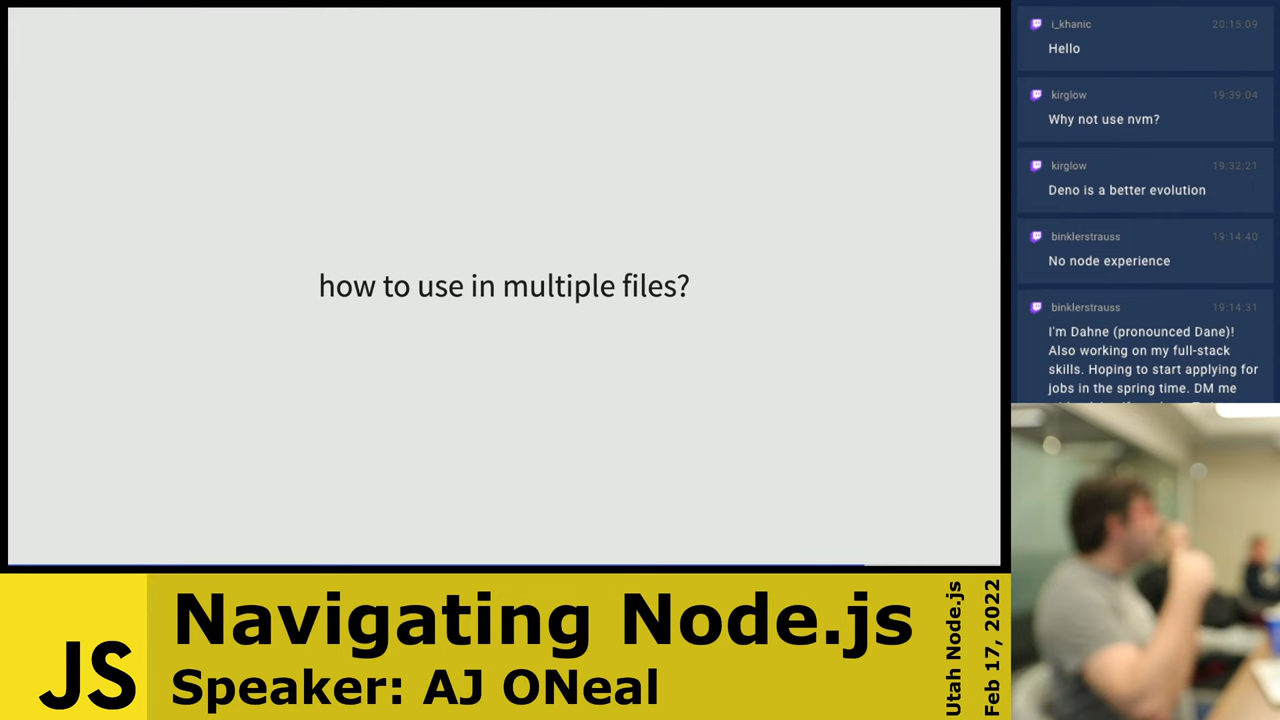 how to use in multiple files?
i_khanic 20:15:09
Hello
kirglow 19:39:04
Why not use nvm?
kirglow 19:32:21
Deno is a better evolution
binklerstrauss 19:14:40
No node experience
binklerstrauss 19:14:31
I'm Dahne (pronounced Dane)!
Also working on my full-stack
skills. Hoping to start applying for
jobs in the spring time. DM me
JS
Navigating Node.js
Speaker: AJ ONeal
Utah Node.js
Feb 17, 2022